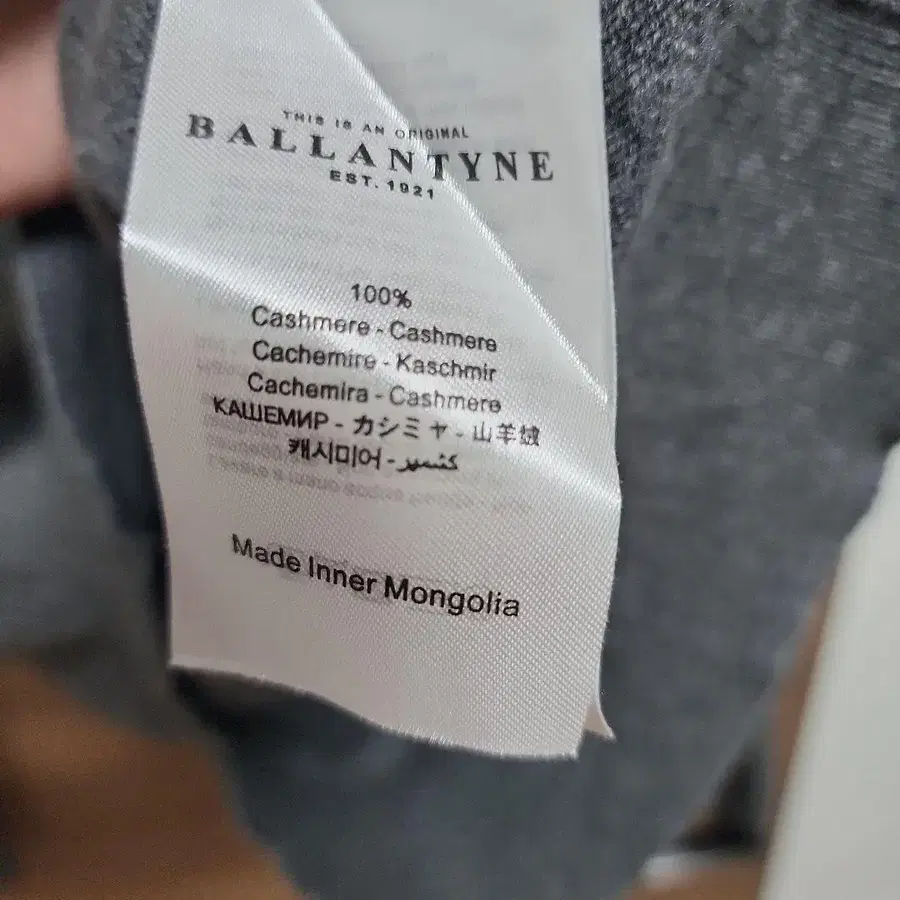 THIS IS AN ORIGINAL
BALLANTYNE
EST. 1921
100%
Cashmere - Cashmere
Cachemire - Kaschmir
Cachemira - Cashmere
КАШЕМИР - カシミヤ - 山羊绒
캐시미어 - كشمير
Made Inner Mongolia